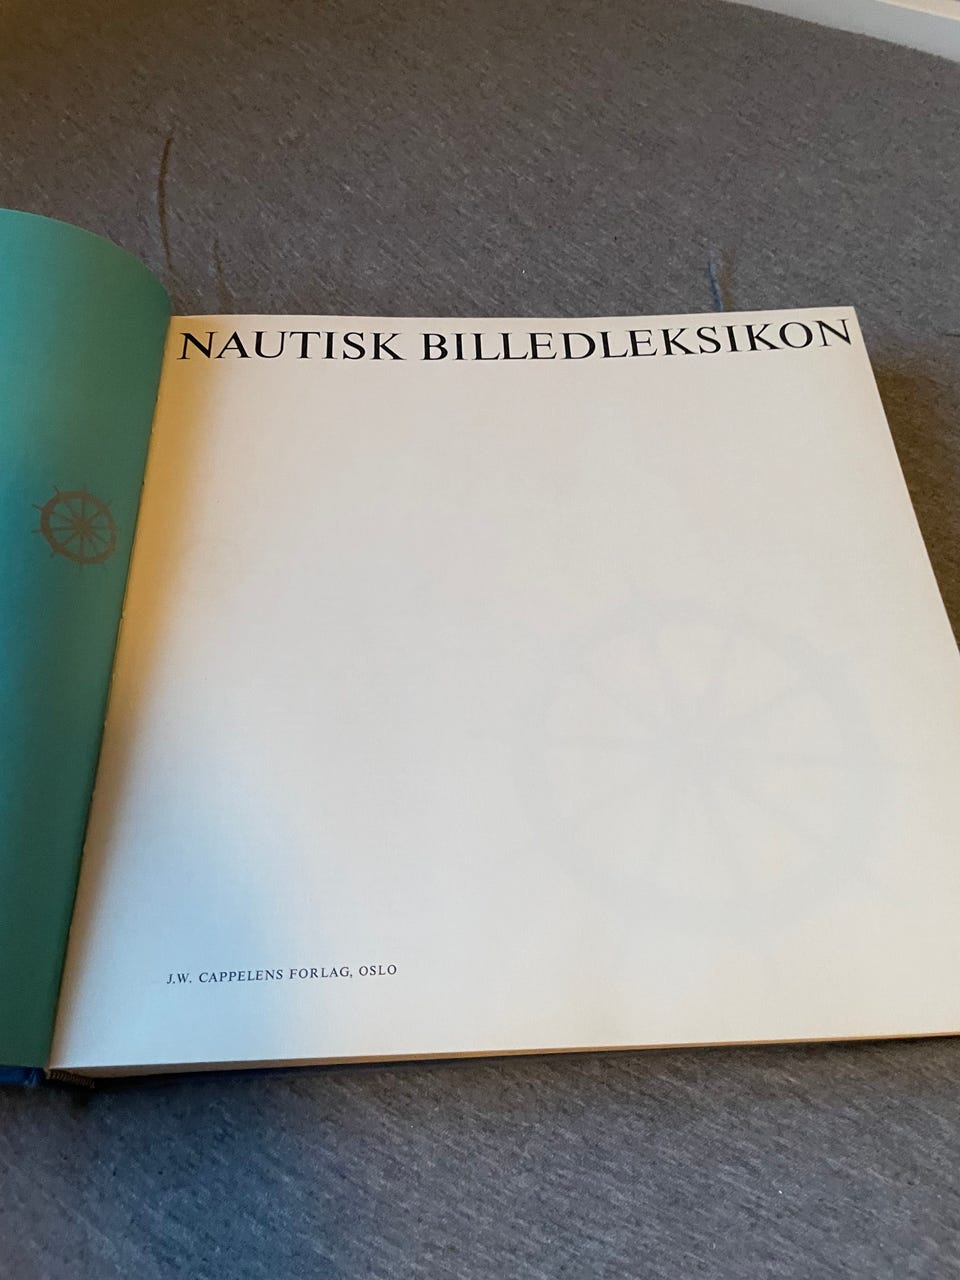 NAUTISK BILLEDLEKSIKON
J.W. CAPPELENS FORLAG, OSLO